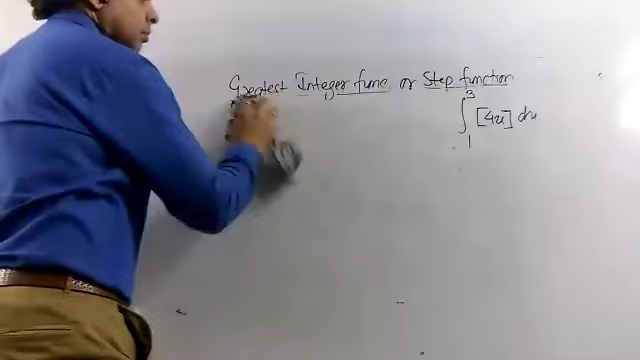 Greatest Integer func. or Step function
∫₁³ [4x] dx